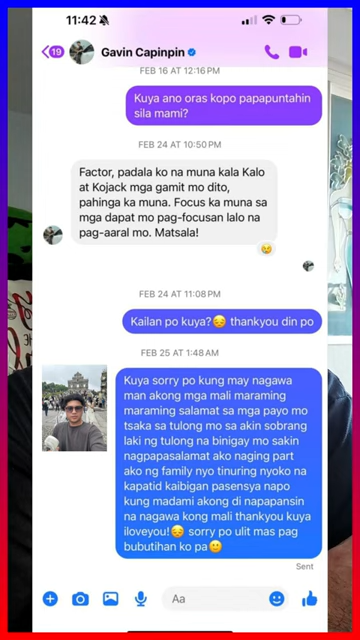 11:42
19 Gavin Capinpin
FEB 16 AT 12:16 PM
Kuya ano oras kopo papapuntahin
sila mami?
FEB 24 AT 10:50 PM
Factor, padala ko na muna kala Kalo
at Kojack mga gamit mo dito,
pahinga ka muna. Focus ka muna sa
mga dapat mo pag-focusan lalo na
pag-aaral mo. Matsala!
FEB 24 AT 11:08 PM
Kailan po kuya?😔 thankyou din po
FEB 25 AT 1:48 AM
Kuya sorry po kung may nagawa
man akong mga mali maraming
maraming salamat sa mga payo mo
tsaka sa tulong mo sa akin sobrang
laki ng tulong na binigay mo sakin
nagpapasalamat ako naging part
ako ng family nyo tinuring nyoko na
kapatid kaibigan pasensya napo
kung madami akong di napapansin
na nagawa kong mali thankyou kuya
iloveyou!😔 sorry po ulit mas pag
bubutihan ko pa🙂
Sent
Aa